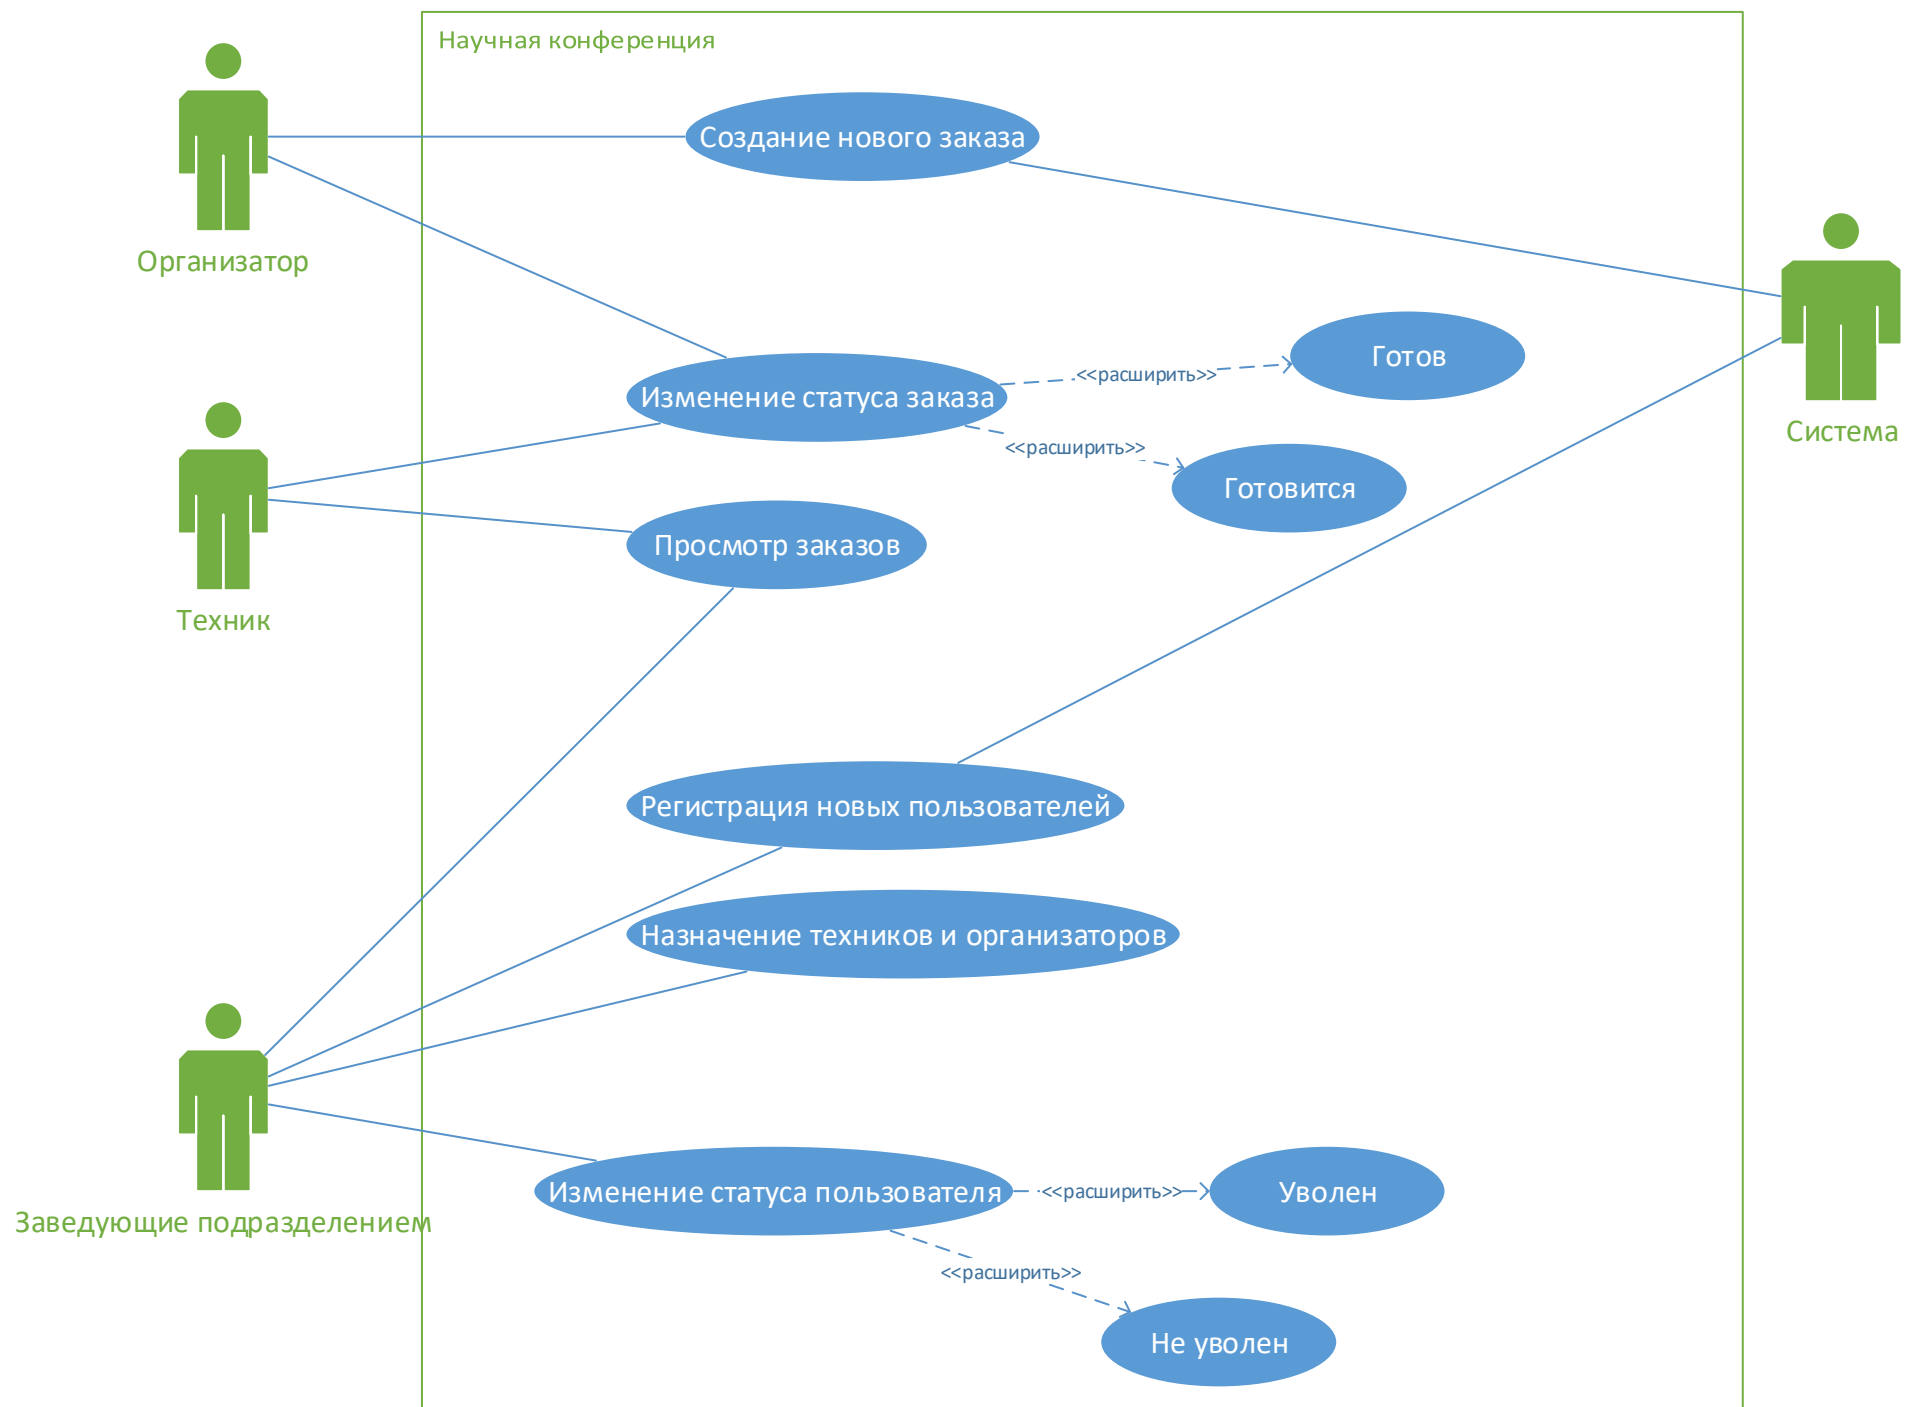 Научная конференция
Создание нового заказа
Организатор
Готов
<<расширить>>
Изменение статуса заказа
Система
<<расширить>>
Готовится
Просмотр заказов
Техник
Регистрация новых пользователей
Назначение техников и организаторов
Изменение статуса пользователя
<<расширить>>
Уволен
Заведующие подразделением
<<расширить>>
Не уволен